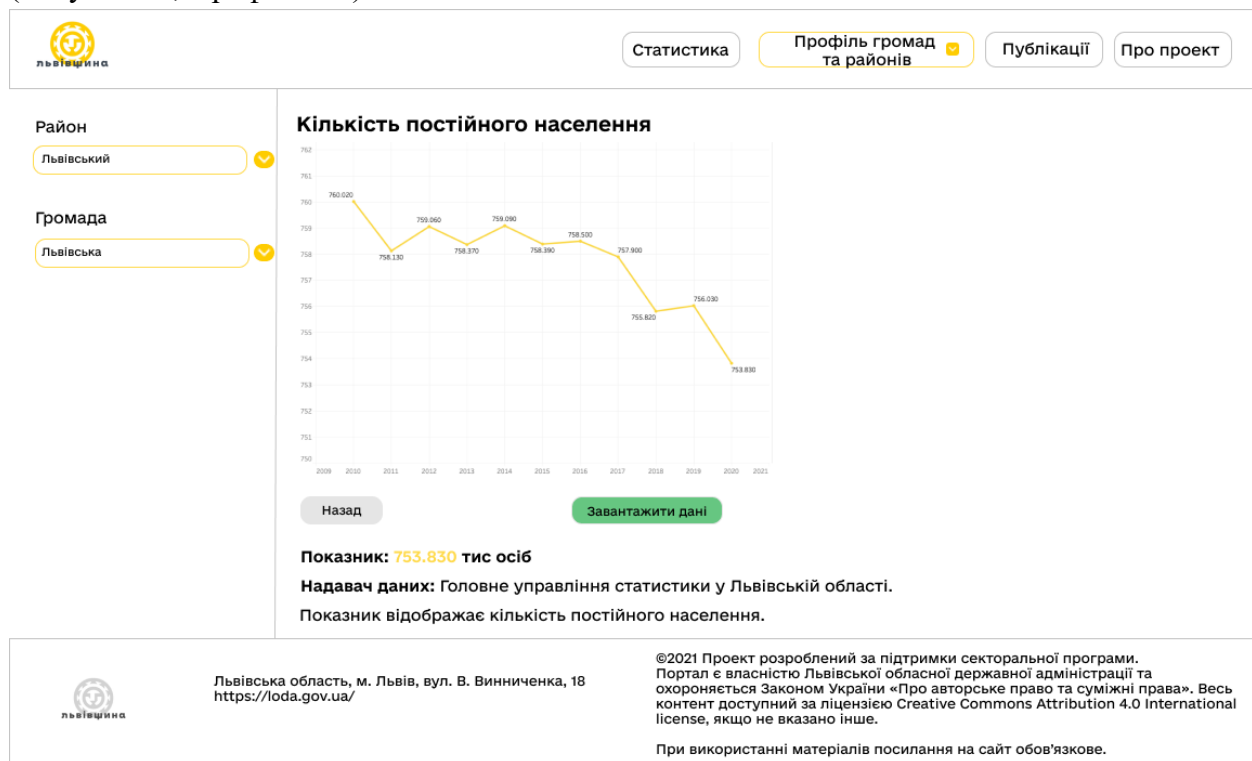 львівщина
Статистика
Профіль громад
та районів
Публікації
Про проект
Район
Львівський
Громада
Львівська
Кількість постійного населення
762
761
760
759
758
757
756
755
754
753
752
751
750
760.020
758.130
759.060
758.370
759.090
758.390
758.500
757.900
755.820
756.030
753.830
2009 2010 2011 2012 2013 2014 2015 2016 2017 2018 2019 2020 2021
Назад
Завантажити дані
Показник: 753.830 тис осіб
Надавач даних: Головне управління статистики у Львівській області.
Показник відображає кількість постійного населення.
львівщина
Львівська область, м. Львів, вул. В. Винниченка, 18
https://loda.gov.ua/
©2021 Проект розроблений за підтримки секторальної програми.
Портал є власністю Львівської обласної державної адміністрації та
охороняється Законом України «Про авторське право та суміжні права». Весь
контент доступний за ліцензією Creative Commons Attribution 4.0 International
license, якщо не вказано інше.
При використанні матеріалів посилання на сайт обов’язкове.